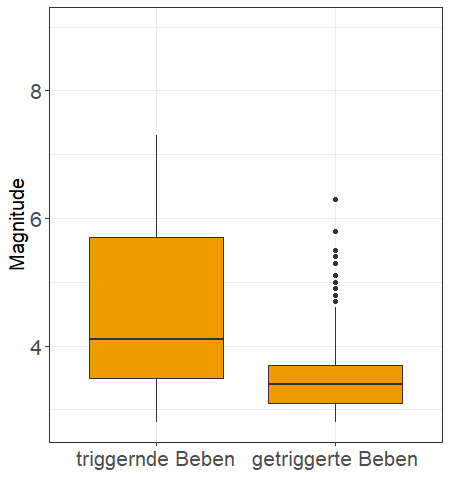 8
6
4
Magnitude
triggernde Beben
getriggerte Beben